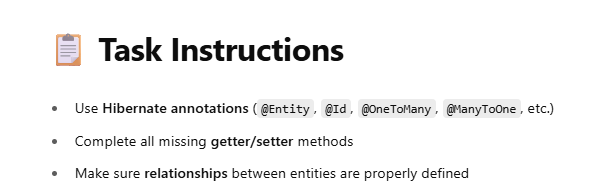 Task Instructions
Use Hibernate annotations ( @Entity, @Id, @OneToMany, @ManyToOne, etc.)
Complete all missing getter/setter methods
Make sure relationships between entities are properly defined